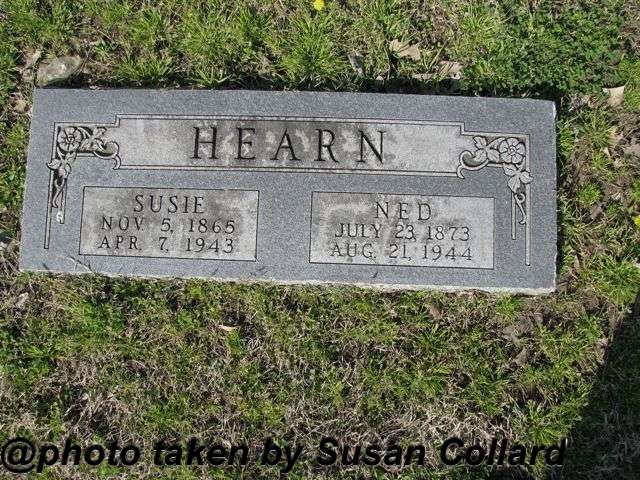 HEARN
SUSIE
NOV. 5, 1865
APR. 7, 1943
NED
JULY 23, 1873
AUG. 21, 1944
@photo taken by Susan Collard